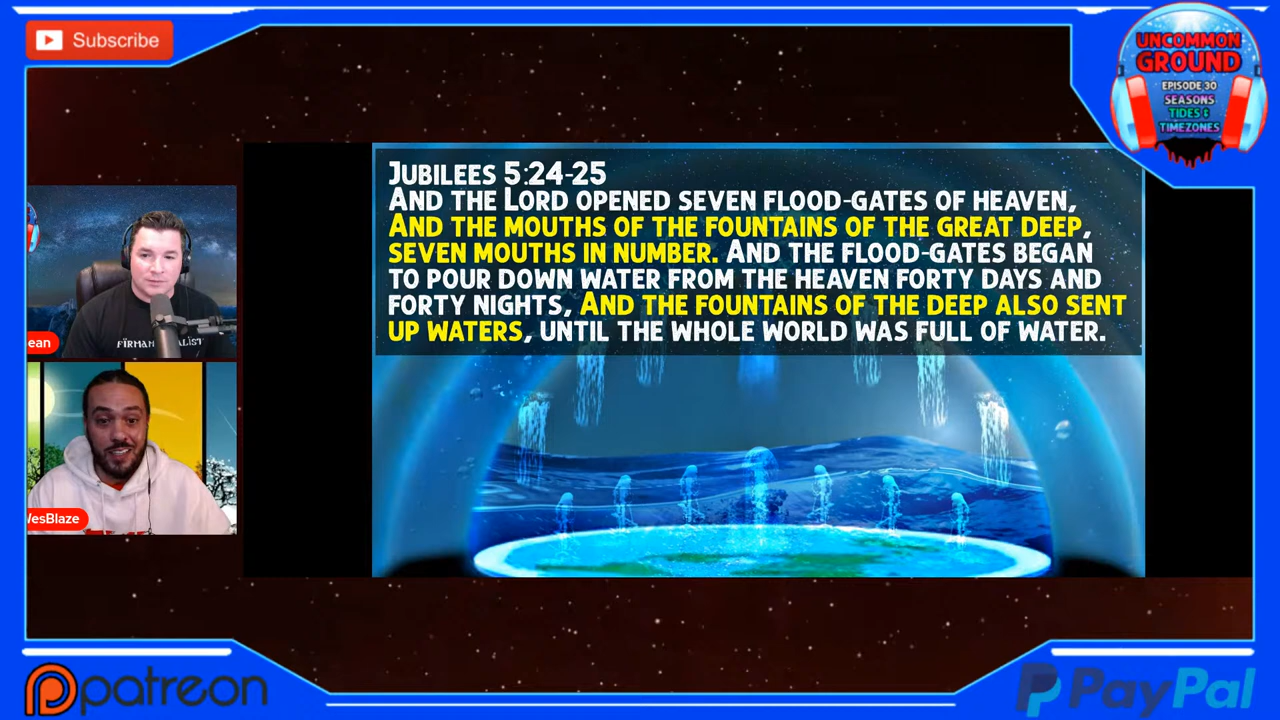 Subscribe
UNCOMMON
GROUND
EPISODE 30
SEASONS
TIDES &
TIMEZONES
JUBILEES 5:24-25
AND THE LORD OPENED SEVEN FLOOD-GATES OF HEAVEN,
AND THE MOUTHS OF THE FOUNTAINS OF THE GREAT DEEP,
SEVEN MOUTHS IN NUMBER. AND THE FLOOD-GATES BEGAN
TO POUR DOWN WATER FROM THE HEAVEN FORTY DAYS AND
FORTY NIGHTS, AND THE FOUNTAINS OF THE DEEP ALSO SENT
UP WATERS, UNTIL THE WHOLE WORLD WAS FULL OF WATER.
ean
WesBlaze
patreon
PayPal